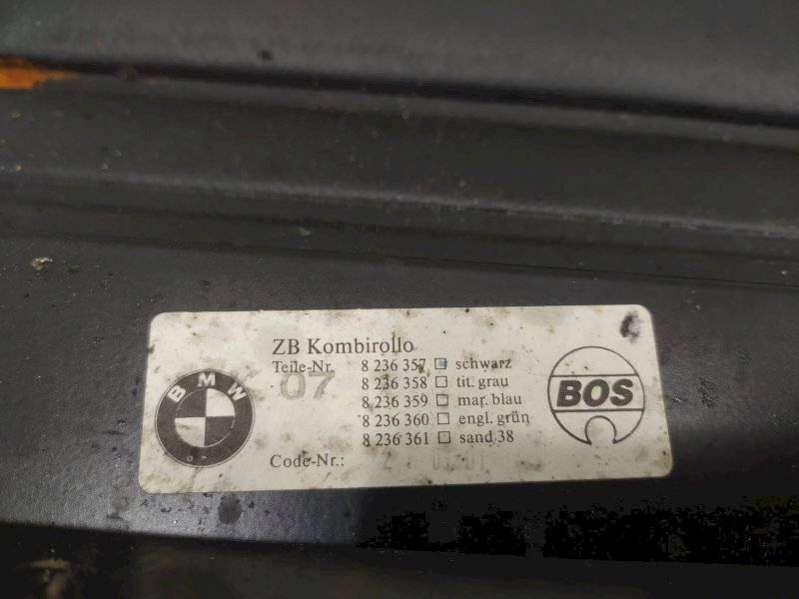 ZB Kombirollo
Teile-Nr. 8 236 357 schwarz
07 8 236 358 tit. grau
8 236 359 mar. blau
8 236 360 engl. grün
8 236 361 sand 38
Code-Nr.:
BMW
BOS